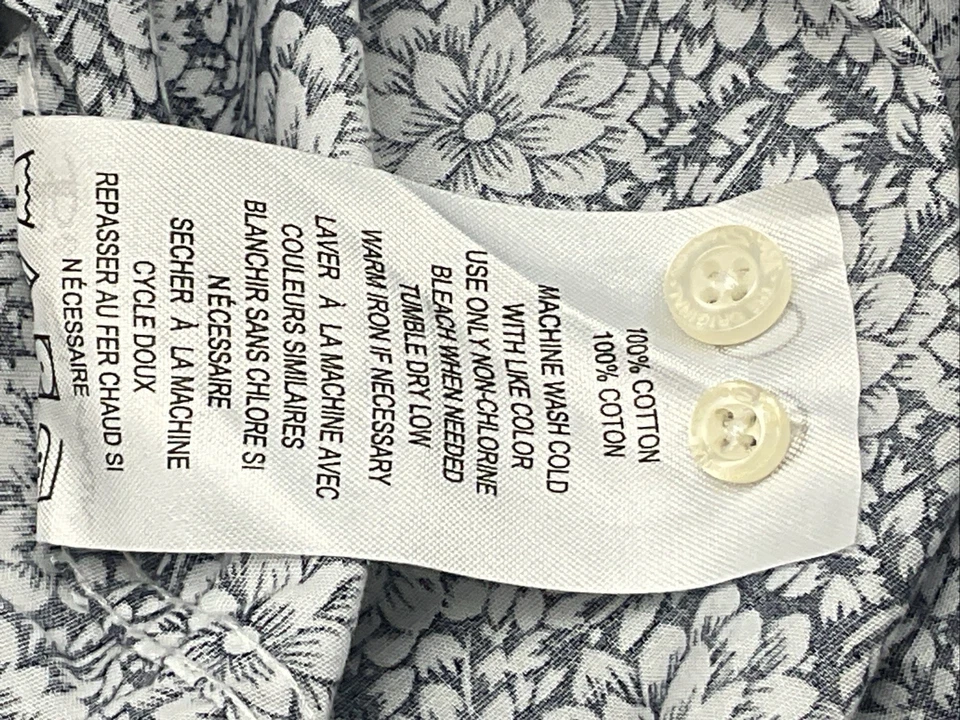 100% COTTON
100% COTON
MACHINE WASH COLD
WITH LIKE COLOR
USE ONLY NON-CHLORINE
BLEACH WHEN NEEDED
TUMBLE DRY LOW
WARM IRON IF NECESSARY
LAVER À LA MACHINE AVEC
COULEURS SIMILAIRES
BLANCHIR SANS CHLORE SI
NÉCESSAIRE
SECHER À LA MACHINE
CYCLE DOUX
REPASSER AU FER CHAUD SI
NÉCESSAIRE